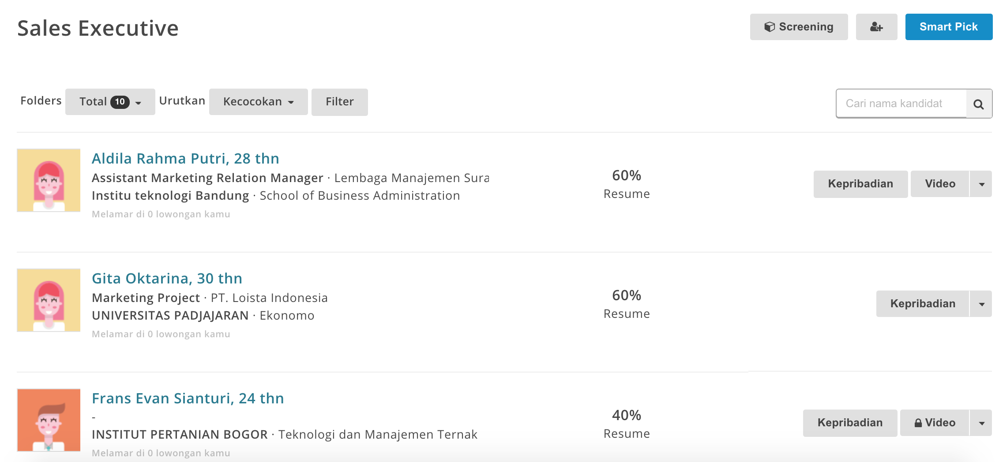 Sales Executive
Screening
Smart Pick
Folders Total 10 Urutkan Kecocokan Filter
Cari nama kandidat
Aldila Rahma Putri, 28 thn
Assistant Marketing Relation Manager · Lembaga Manajemen Sura
Institu teknologi Bandung · School of Business Administration
Melamar di 0 lowongan kamu
60%
Resume
Kepribadian Video
Gita Oktarina, 30 thn
Marketing Project · PT. Loista Indonesia
UNIVERSITAS PADJAJARAN · Ekonomo
Melamar di 0 lowongan kamu
60%
Resume
Kepribadian
Frans Evan Sianturi, 24 thn
-
INSTITUT PERTANIAN BOGOR · Teknologi dan Manajemen Ternak
Melamar di 0 lowongan kamu
40%
Resume
Kepribadian Video